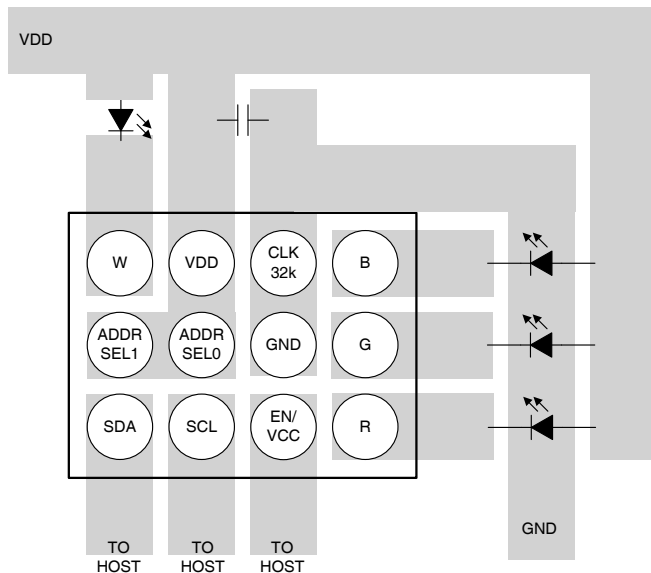 VDD
W
VDD
CLK
32k
B
ADDR
SEL1
ADDR
SEL0
GND
G
SDA
SCL
EN/
VCC
R
GND
TO
HOST
TO
HOST
TO
HOST